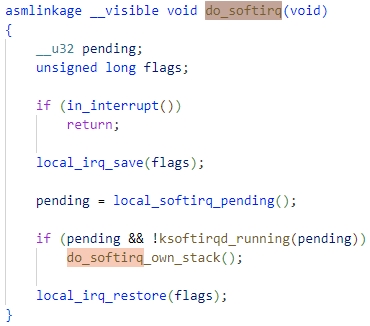 asmlinkage __visible void do_softirq(void)
{
    __u32 pending;
    unsigned long flags;

    if (in_interrupt())
        return;

    local_irq_save(flags);

    pending = local_softirq_pending();

    if (pending && !ksoftirqd_running(pending))
        do_softirq_own_stack();

    local_irq_restore(flags);
}